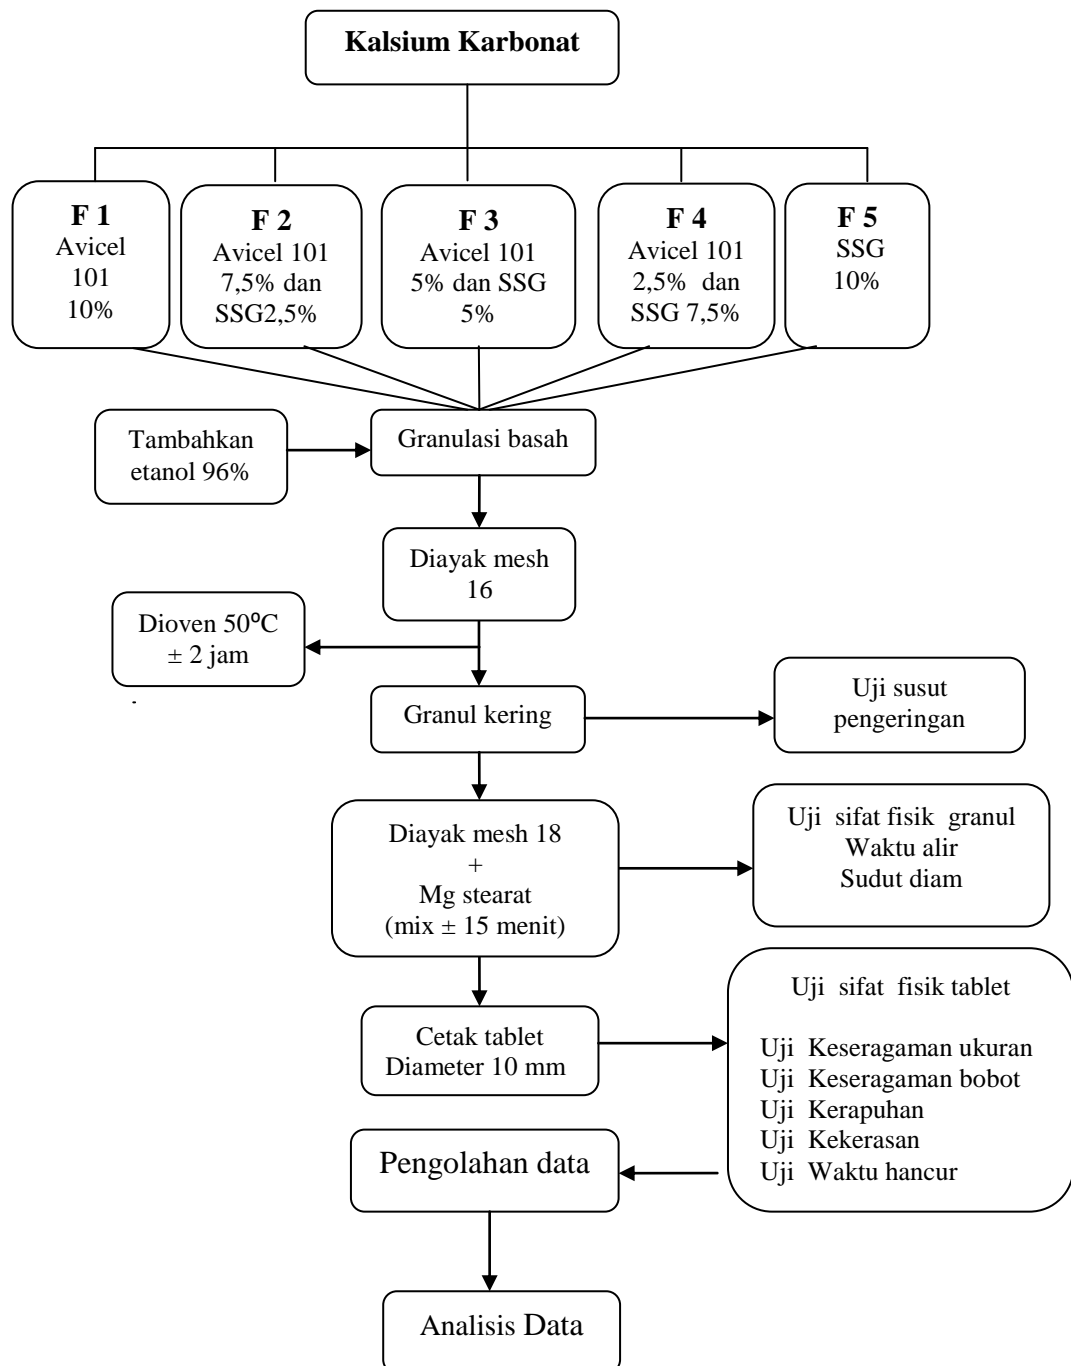 Kalsium Karbonat
F 1
Avicel
101
10%
F 2
Avicel 101
7,5% dan
SSG2,5%
F 3
Avicel 101
5% dan SSG
5%
F 4
Avicel 101
2,5% dan
SSG 7,5%
F 5
SSG
10%
Tambahkan
etanol 96%
Granulasi basah
Diayak mesh
16
Dioven 50⁰C
± 2 jam
Granul kering
Uji susut
pengeringan
Diayak mesh 18
+
Mg stearat
(mix ± 15 menit)
Uji sifat fisik granul
Waktu alir
Sudut diam
Cetak tablet
Diameter 10 mm
Uji sifat fisik tablet
Uji Keseragaman ukuran
Uji Keseragaman bobot
Uji Kerapuhan
Uji Kekerasan
Uji Waktu hancur
Pengolahan data
Analisis Data